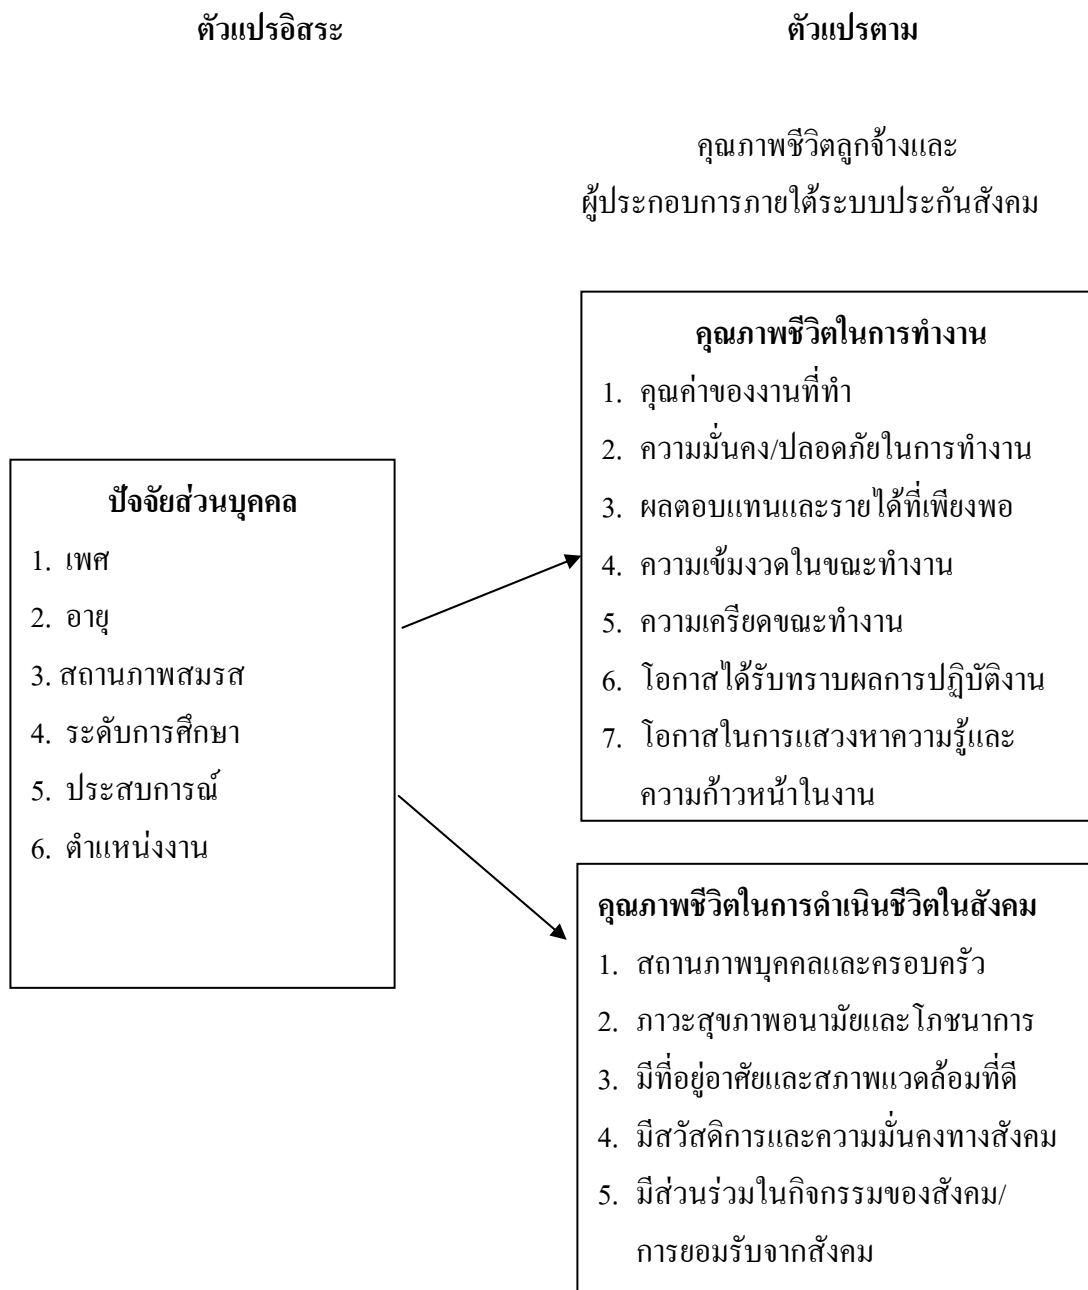 ตัวแปรอิสระ
ตัวแปรตาม
คุณภาพชีวิตลูกจ้างและ
ผู้ประกอบการภายใต้ระบบประกันสังคม
ปัจจัยส่วนบุคคล
1. เพศ
2. อายุ
3. สถานภาพสมรส
4. ระดับการศึกษา
5. ประสบการณ์
6. ตำแหน่งงาน
คุณภาพชีวิตในการทำงาน
1. คุณค่าของงานที่ทำ
2. ความมั่นคง/ปลอดภัยในการทำงาน
3. ผลตอบแทนและรายได้ที่เพียงพอ
4. ความเข้มงวดในขณะทำงาน
5. ความเครียดขณะทำงาน
6. โอกาสได้รับทราบผลการปฏิบัติงาน
7. โอกาสในการแสวงหาความรู้และ
ความก้าวหน้าในงาน
คุณภาพชีวิตในการดำเนินชีวิตในสังคม
1. สถานภาพบุคคลและครอบครัว
2. ภาวะสุขภาพอนามัยและโภชนาการ
3. มีที่อยู่อาศัยและสภาพแวดล้อมที่ดี
4. มีสวัสดิการและความมั่นคงทางสังคม
5. มีส่วนร่วมในกิจกรรมของสังคม/
การยอมรับจากสังคม